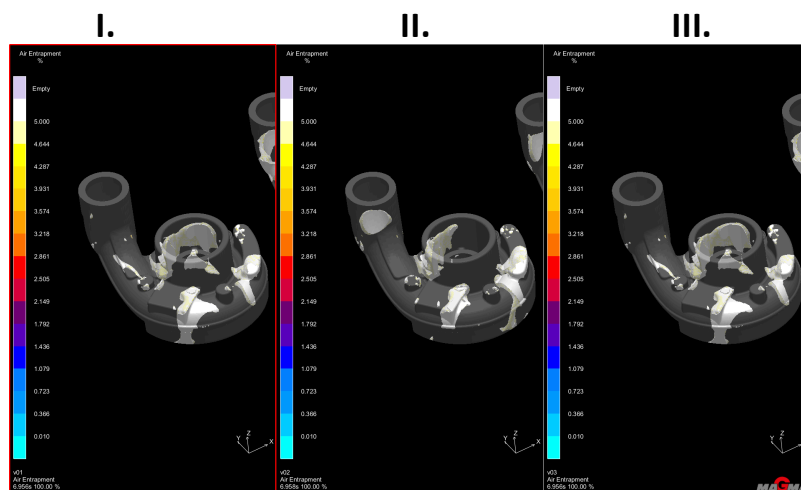 I.
II.
III.
Air Entrapment
%
Empty
5.000
4.644
4.287
3.931
3.574
3.218
2.861
2.505
2.149
1.792
1.436
1.079
0.723
0.366
0.010
Y Z X
v01
Air Entrapment
6.956s 100.00 %
Air Entrapment
%
Empty
5.000
4.644
4.287
3.931
3.574
3.218
2.861
2.505
2.149
1.792
1.436
1.079
0.723
0.366
0.010
Y Z X
v02
Air Entrapment
6.958s 100.00 %
Air Entrapment
%
Empty
5.000
4.644
4.287
3.931
3.574
3.218
2.861
2.505
2.149
1.792
1.436
1.079
0.723
0.366
0.010
Y Z X
v03
Air Entrapment
6.956s 100.00 %
MAGMA